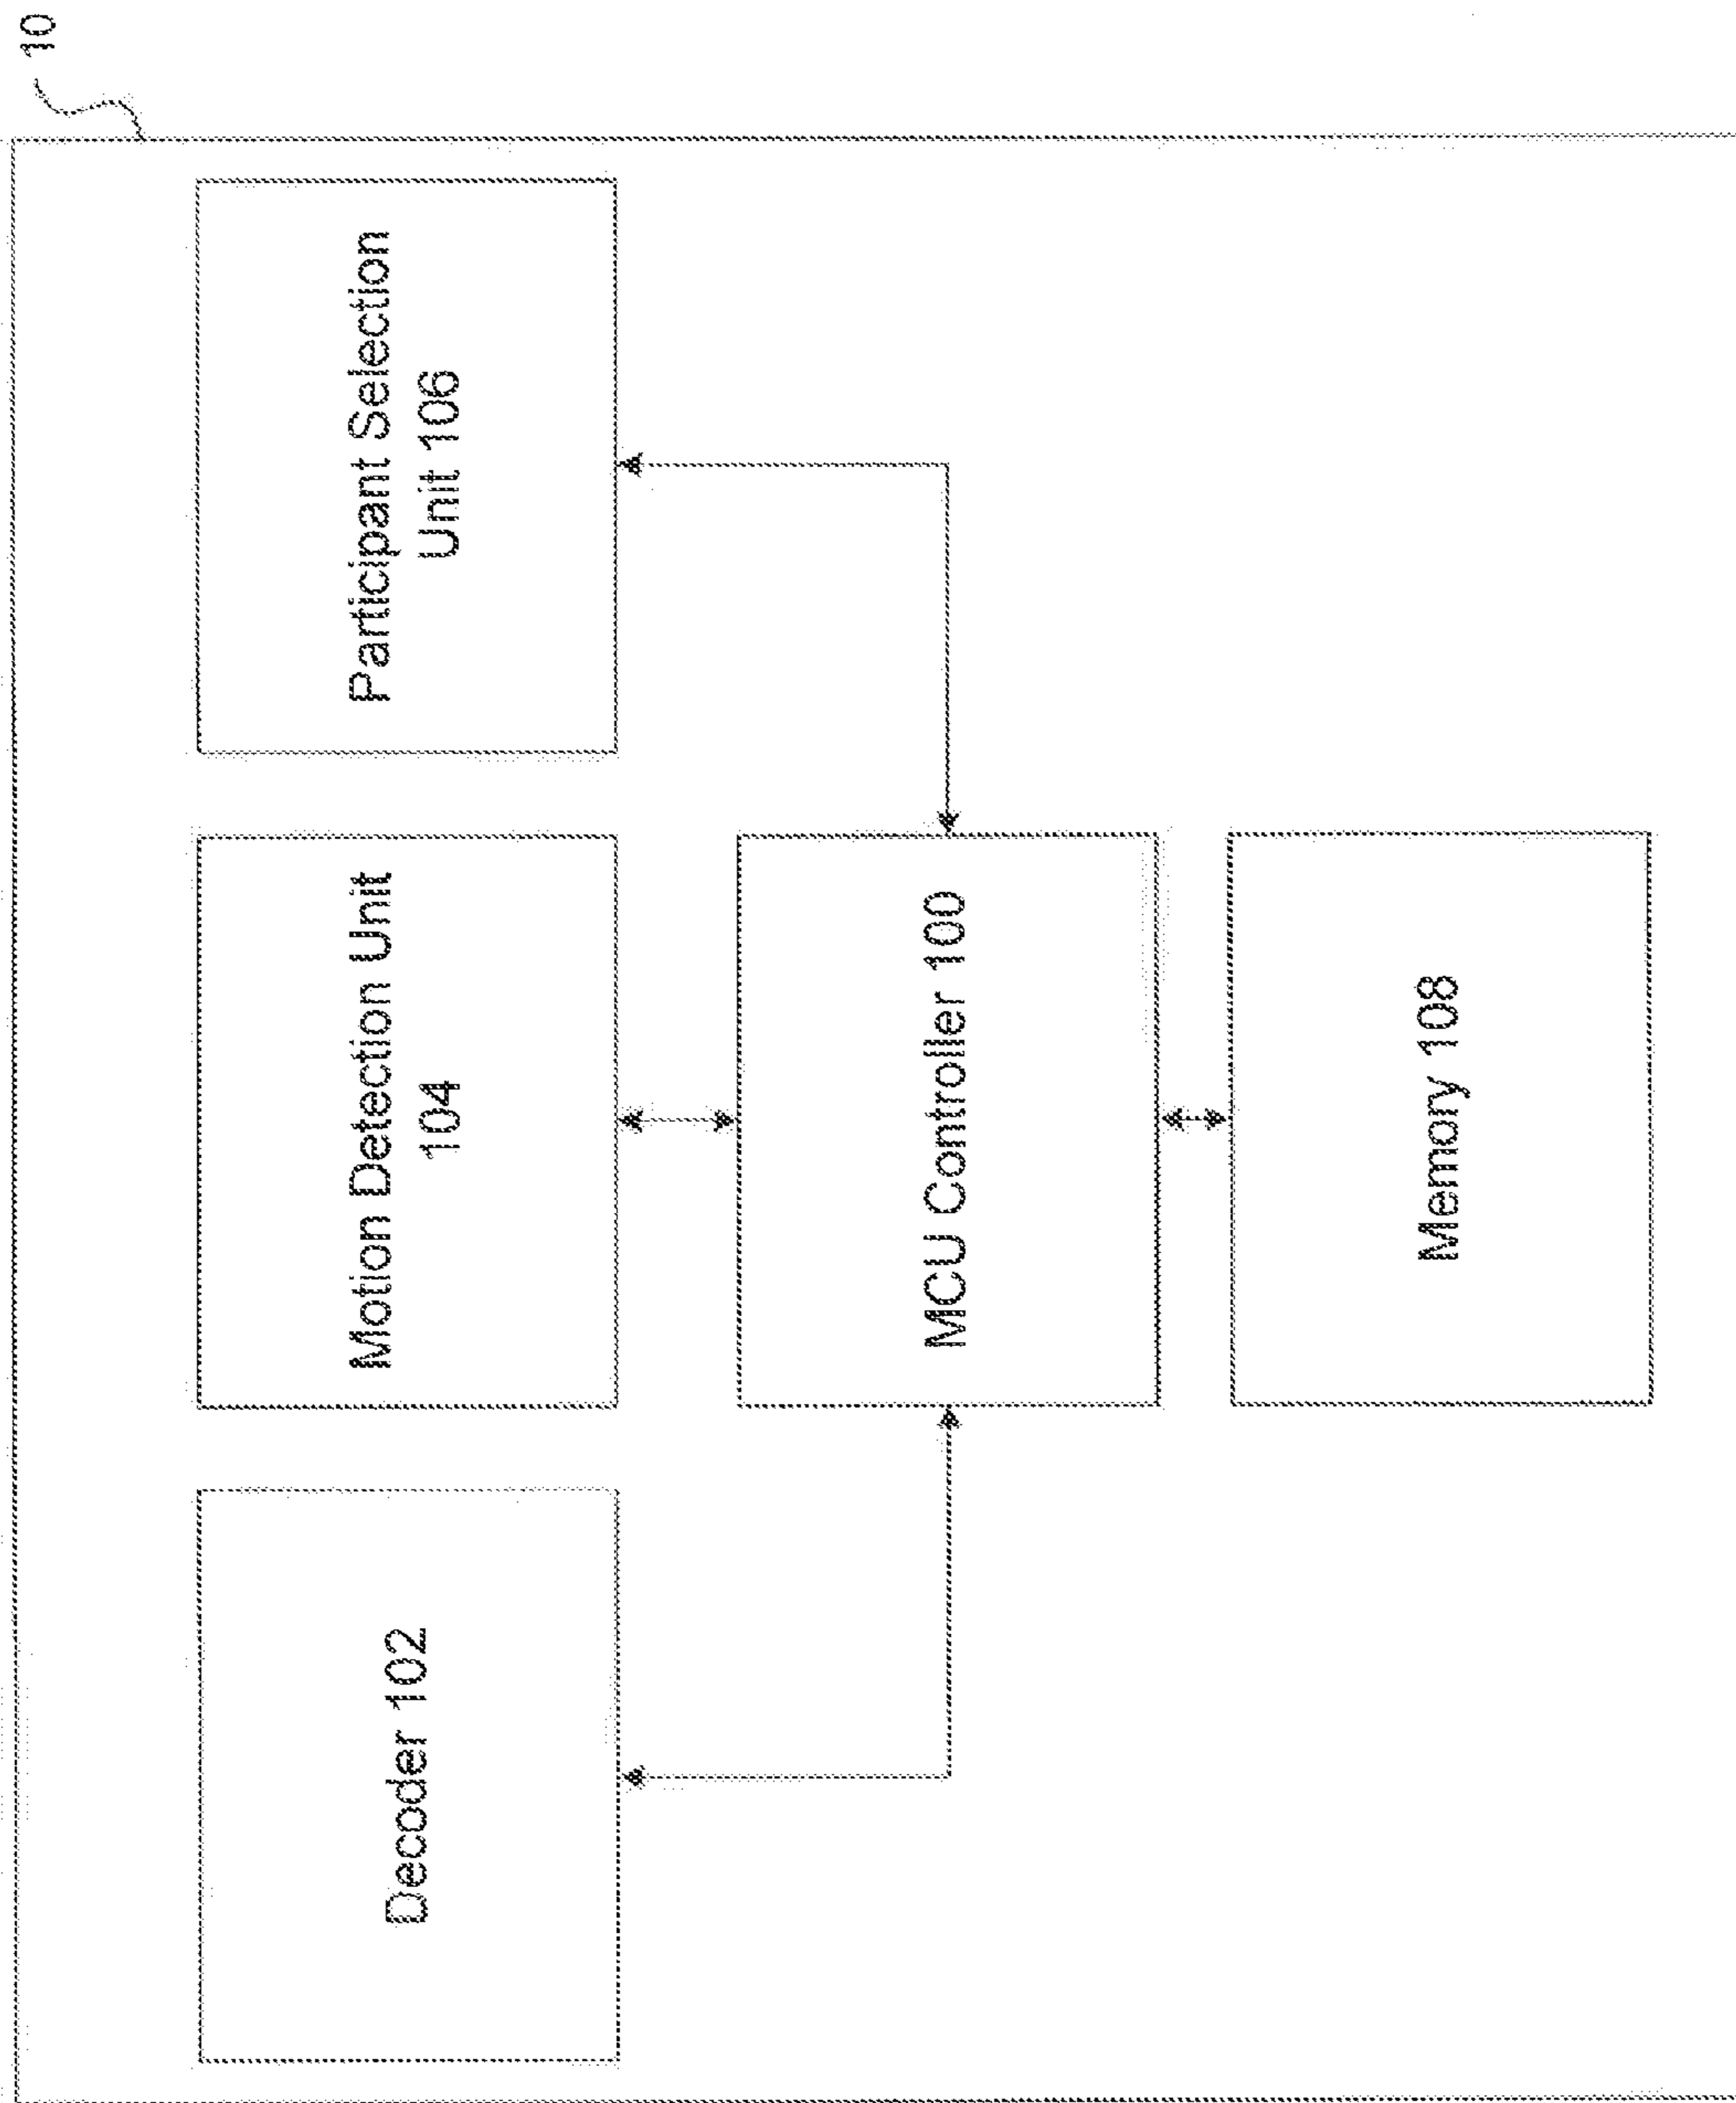 10
Decoder 102
Motion Detection Unit
104
Participant Selection
Unit 106
MCU Controller 100
Memory 108